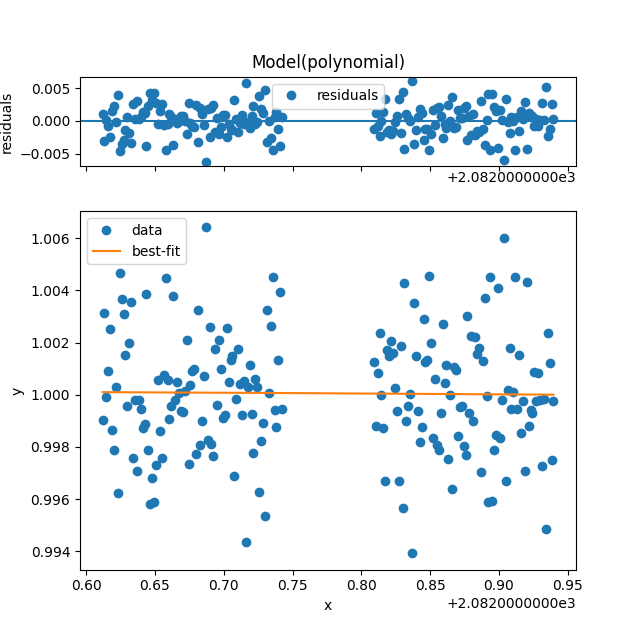 Model(polynomial)
residuals
0.005
0.000
−0.005
residuals
+2.0820000000e3
1.006
1.004
1.002
1.000
0.998
0.996
0.994
y
data
best-fit
0.60 0.65 0.70 0.75 0.80 0.85 0.90 0.95
x
+2.0820000000e3